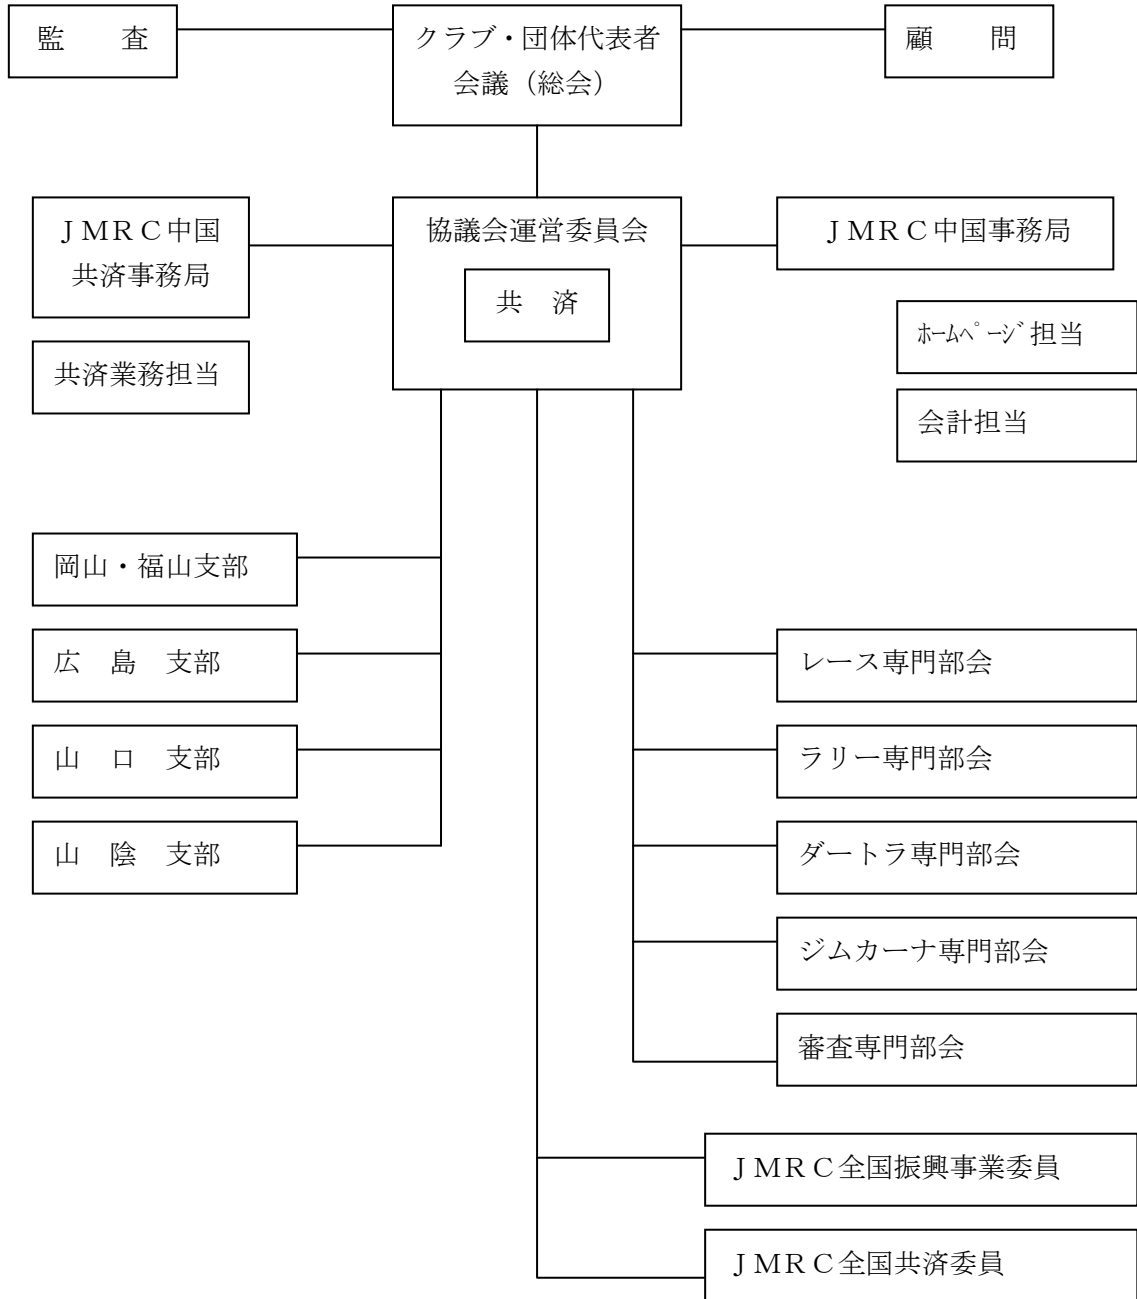 監　　査
クラブ・団体代表者
会議（総会）
顧　　問
ＪＭＲＣ中国
共済事務局
協議会運営委員会
共　済
ＪＭＲＣ中国事務局
共済業務担当
ﾎｰﾑﾍﾟｰｼﾞ担当
会計担当
岡山・福山支部
広　島　支部
山　口　支部
山　陰　支部
レース専門部会
ラリー専門部会
ダートラ専門部会
ジムカーナ専門部会
審査専門部会
ＪＭＲＣ全国振興事業委員
ＪＭＲＣ全国共済委員